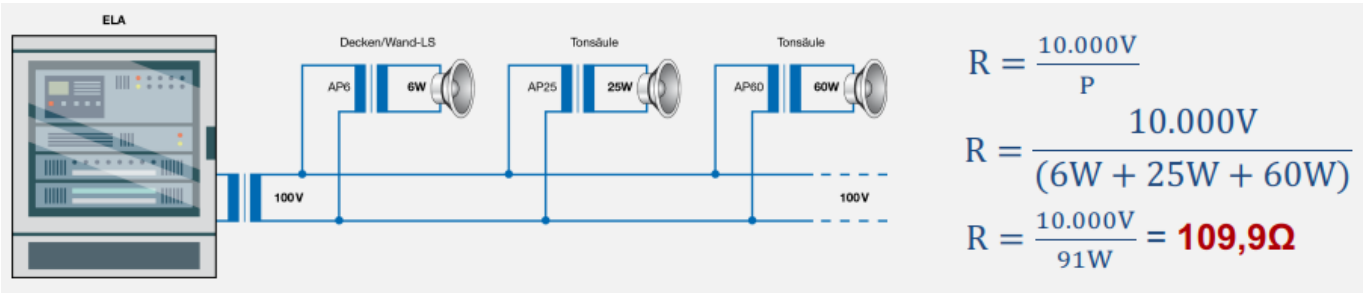 ELA
Decken/Wand-LS
Tonsäule
Tonsäule
AP6
6W
AP25
25W
AP60
60W
100V
100V
R = 10.000V / P
R = 10.000V / (6W + 25W + 60W)
R = 10.000V / 91W = 109,9Ω